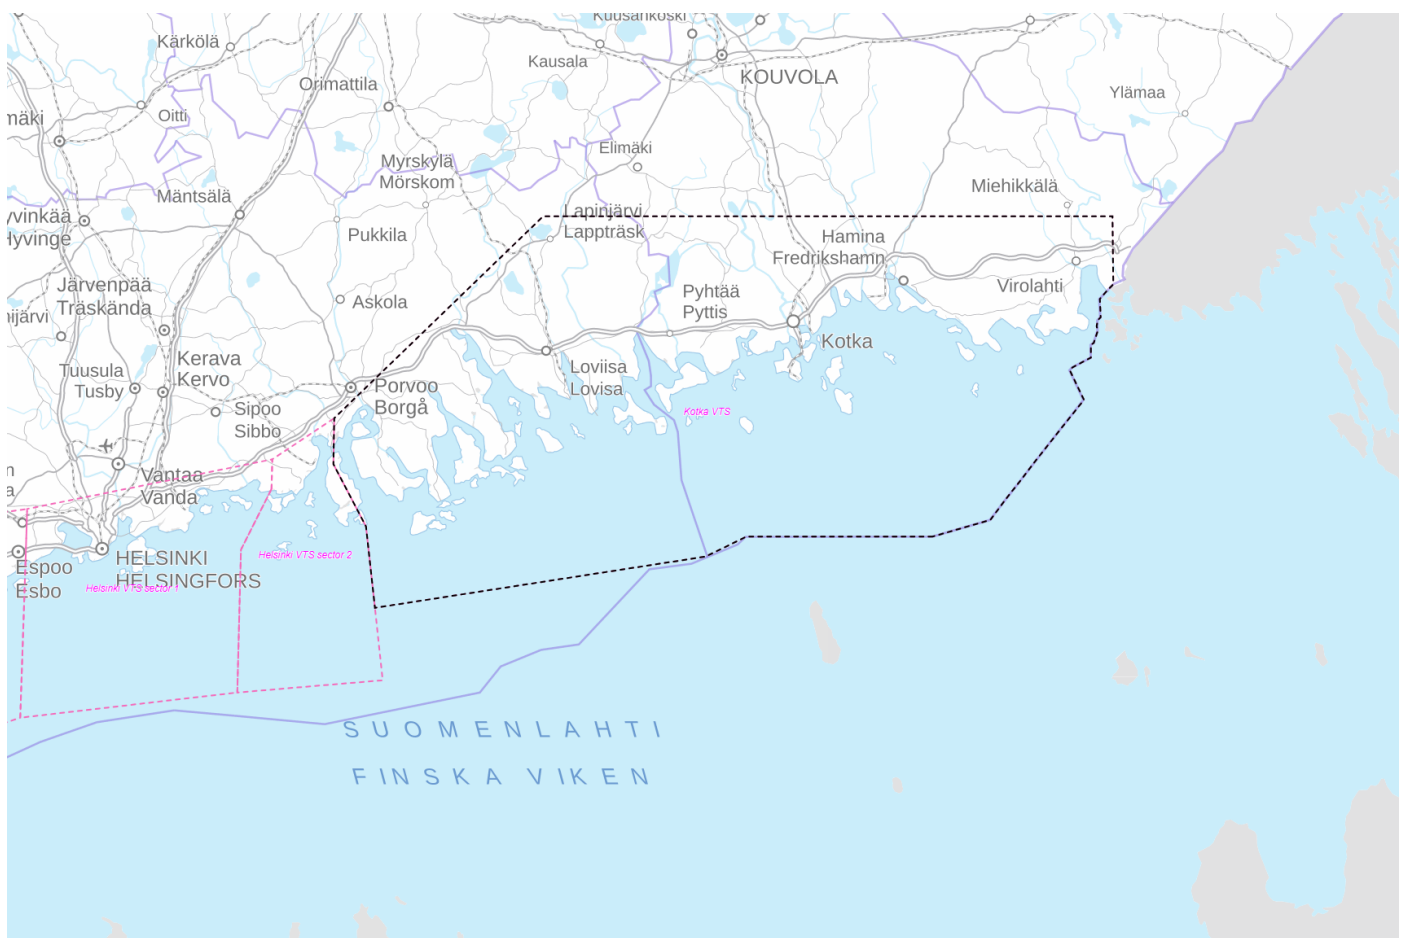 Kuusankoski
Kärkölä
Kausala
KOUVOLA
Orimattila
Ylämaa
Oitti
mäki
Elimäki
Myrskylä
Mörskom
Miehikkälä
Mäntsälä
Lapinjärvi
Lappträsk
yvinkää
Hyvinge
Pukkila
Hamina
Fredrikshamn
Järvenpää
Träskända
Pyhtää
Pyttis
Virolahti
Askola
nijärvi
Kotka
Kerava
Kervo
Tuusula
Tusby
Loviisa
Lovisa
Porvoo
Borgå
Sipoo
Sibbo
Kotka VTS
n
a
Vantaa
Vanda
HELSINKI
HELSINGFORS
Helsinki VTS sector 2
Espoo
Esbo
Helsinki VTS sector 1
SUOMENLAHTI
FINSKA VIKEN